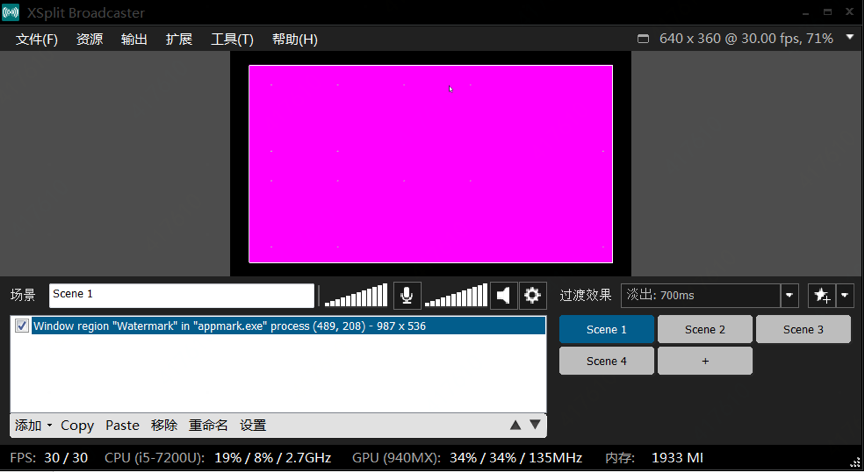 XSplit Broadcaster
文件(F) 资源 输出 扩展 工具(T) 帮助(H) 640 x 360 @ 30.00 fps, 71%
场景 Scene 1 过渡效果 淡出: 700ms
Window region "Watermark" in "appmark.exe" process (489, 208) - 987 x 536
Scene 1 Scene 2 Scene 3
Scene 4 +
添加 Copy Paste 移除 重命名 设置
FPS: 30 / 30 CPU (i5-7200U): 19% / 8% / 2.7GHz GPU (940MX): 34% / 34% / 135MHz 内存: 1933 MI